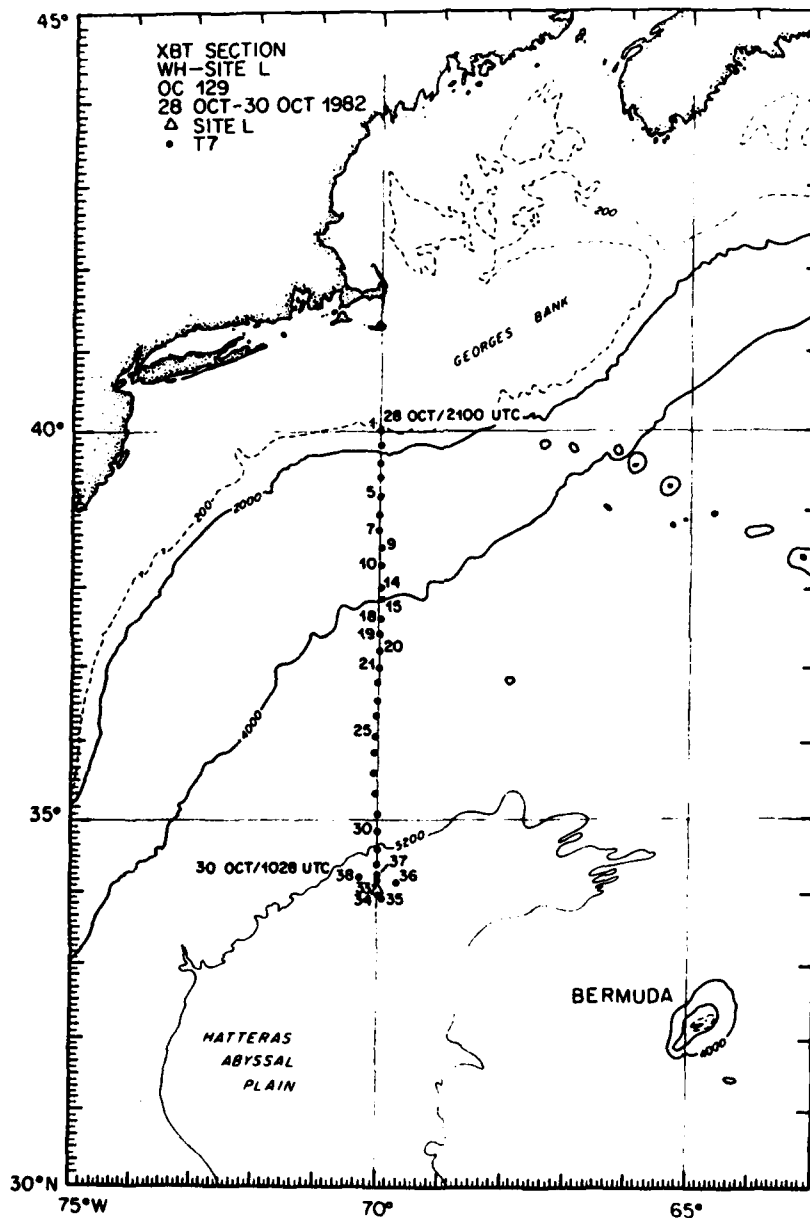 45°
XBT SECTION
WH-SITE L
OC 129
28 OCT-30 OCT 1982
△ SITE L
• T7
200
GEORGES BANK
1 28 OCT/2100 UTC
40°
5
200
2000
7
9
10
14
15
18
19
20
21
4000
25
35°
30
5200
37
30 OCT/1028 UTC
38
36
33
34
35
BERMUDA
4000
HATTERAS
ABYSSAL
PLAIN
30°N
75°W
70°
65°